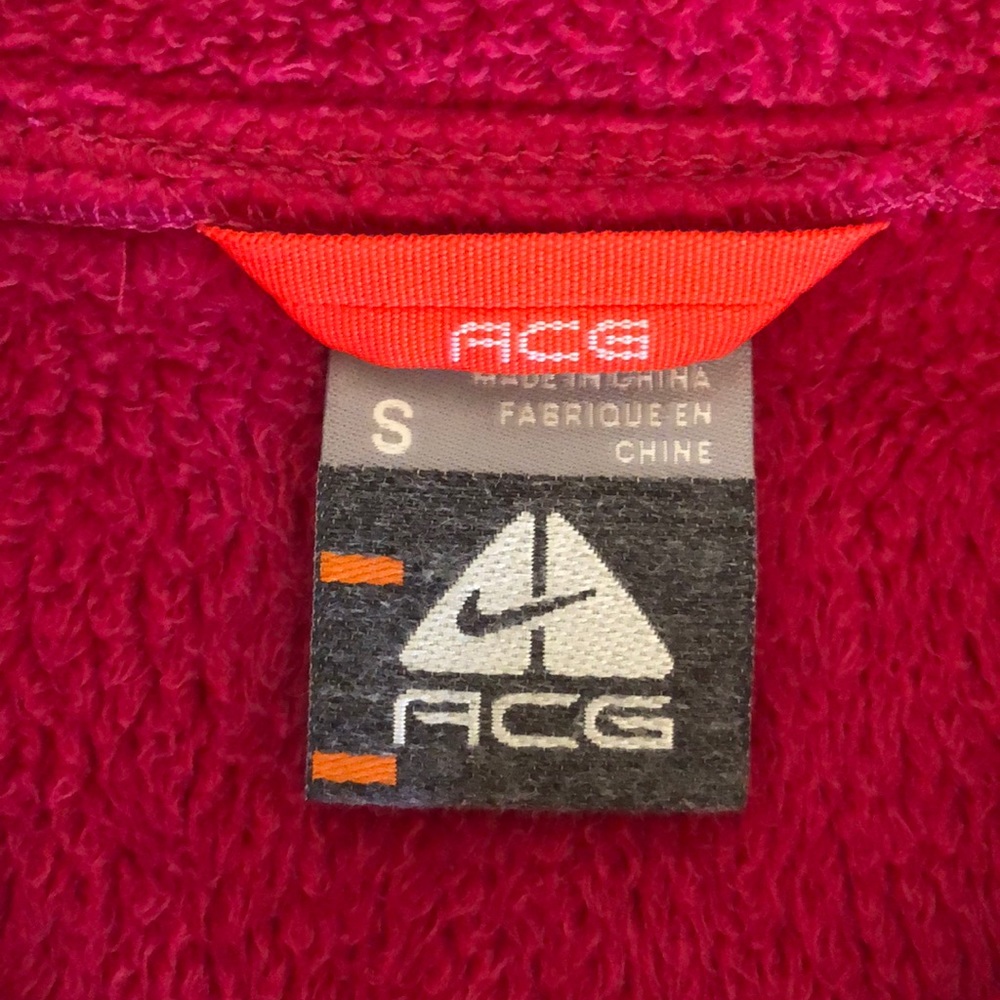 ACG
MADE IN CHINA
S
FABRIQUE EN
CHINE
ACG